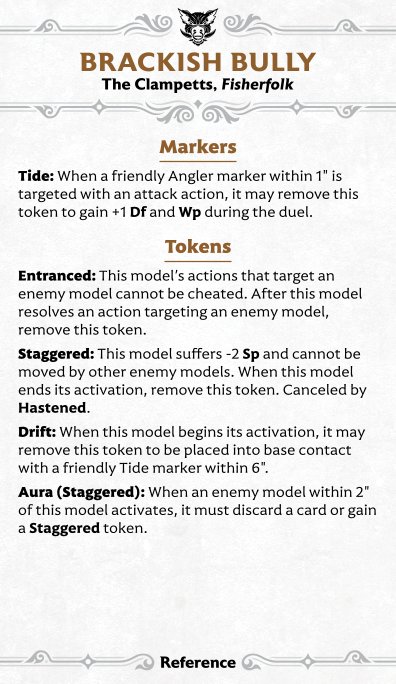 BRACKISH BULLY
The Clampetts, Fisherfolk
Markers
Tide: When a friendly Angler marker within 1" is
targeted with an attack action, it may remove this
token to gain +1 Df and Wp during the duel.
Tokens
Entranced: This model's actions that target an
enemy model cannot be cheated. After this model
resolves an action targeting an enemy model,
remove this token.
Staggered: This model suffers -2 Sp and cannot be
moved by other enemy models. When this model
ends its activation, remove this token. Canceled by
Hastened.
Drift: When this model begins its activation, it may
remove this token to be placed into base contact
with a friendly Tide marker within 6".
Aura (Staggered): When an enemy model within 2"
of this model activates, it must discard a card or gain
a Staggered token.
Reference